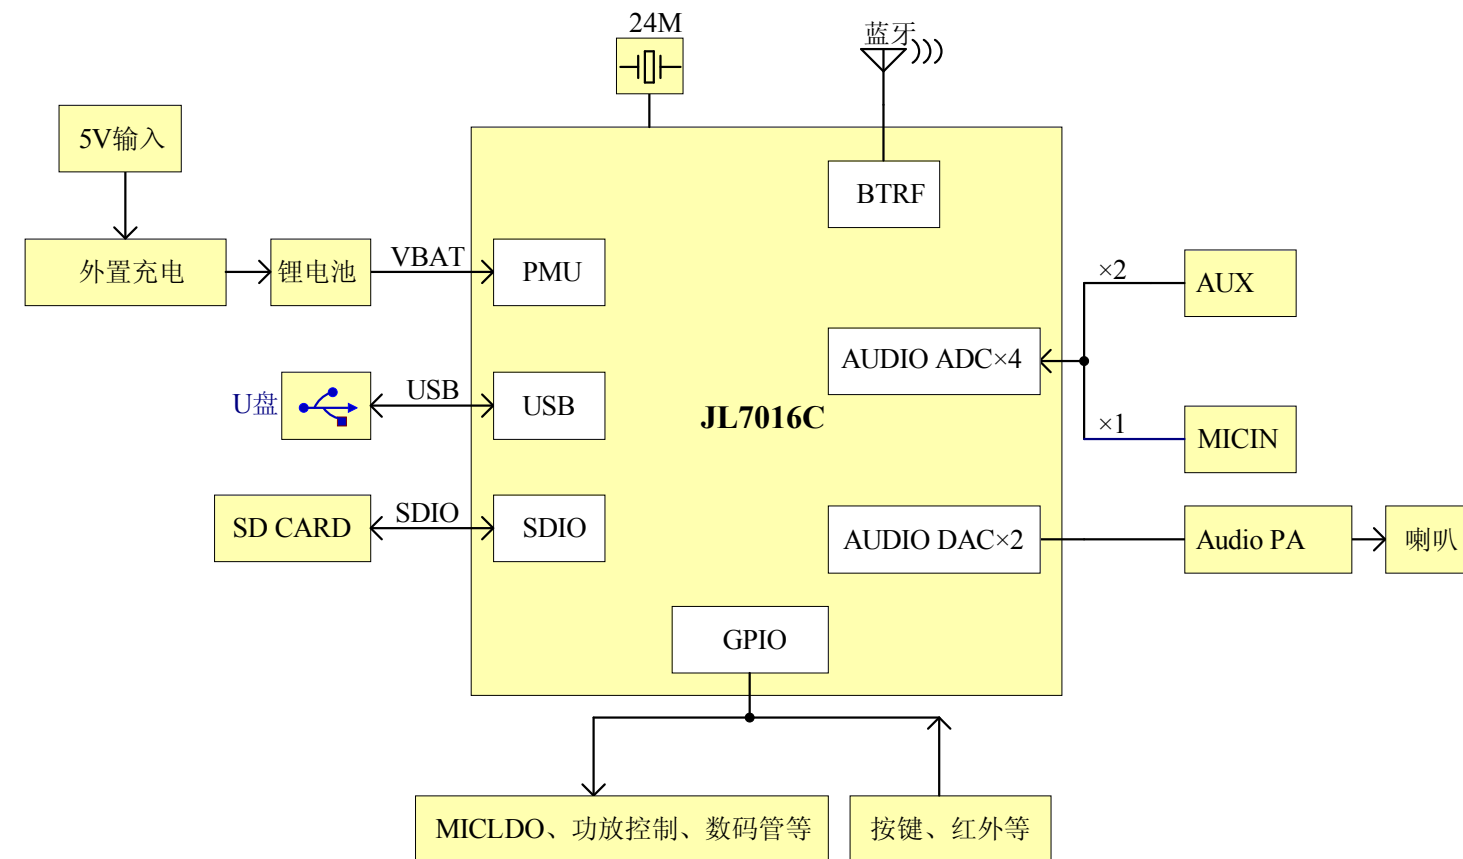 24M
蓝牙
5V输入
BTRF
外置充电
锂电池
VBAT
PMU
×2
AUX
AUDIO ADC×4
U盘
USB
USB
JL7016C
×1
MICIN
SD CARD
SDIO
SDIO
AUDIO DAC×2
Audio PA
喇叭
GPIO
MICLDO、功放控制、数码管等
按键、红外等